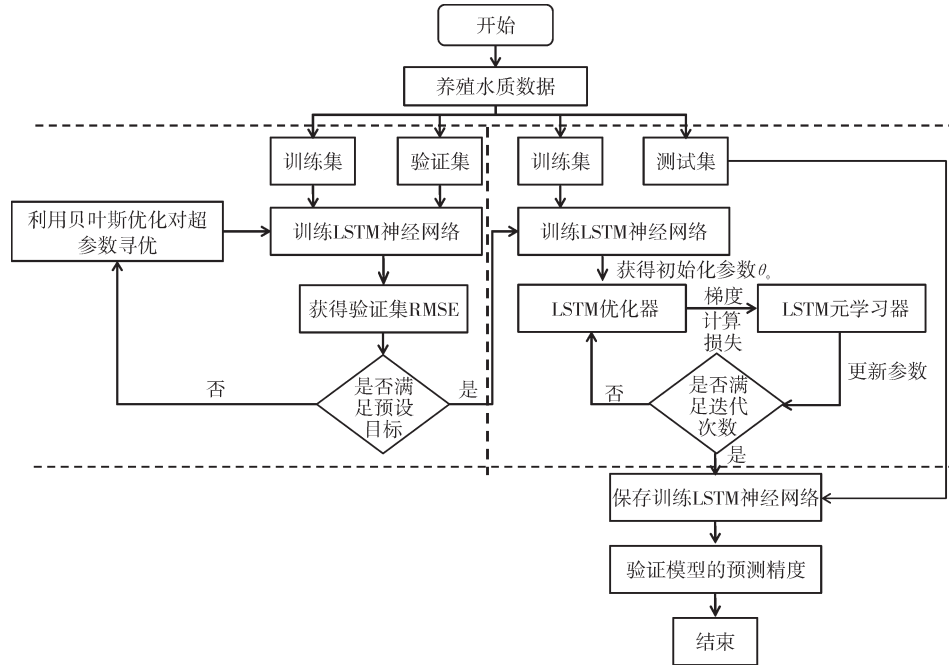 开始
养殖水质数据
训练集
验证集
训练集
测试集
利用贝叶斯优化对超
参数寻优
训练LSTM神经网络
训练LSTM神经网络
获得初始化参数θ。
获得验证集RMSE
LSTM优化器
梯度
计算
损失
LSTM元学习器
更新参数
否
是否满
足预设
目标
是
否
是否满
足迭代
次数
是
保存训练LSTM神经网络
验证模型的预测精度
结束